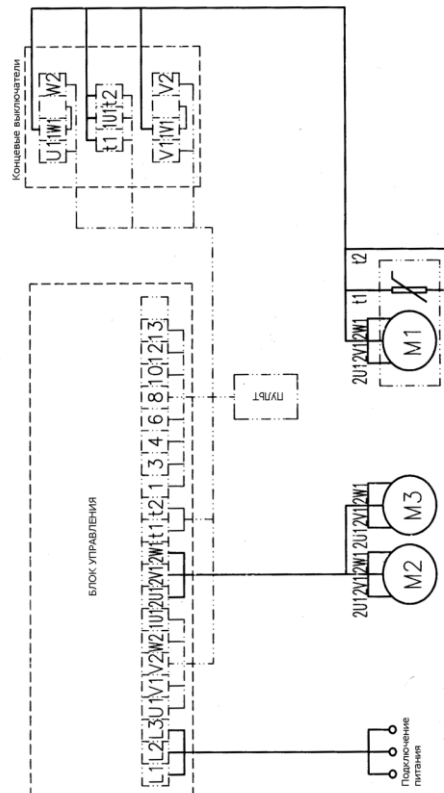 Концевые выключатели
U1 1W1 W2
t1 1U1 t2
V1 1V1 V2
БЛОК УПРАВЛЕНИЯ
L1 L2 L3 U1 V1 V2 W2 1U1 2U1 2V1 2W1 t1 t2 1 3 4 6 8 10 12 13
ПУЛЬТ
Подключение
питания
2U1 2V1 2W1
M2
2U1 2V1 2W1
M3
2U1 2V1 2W1
M1
t1
t2